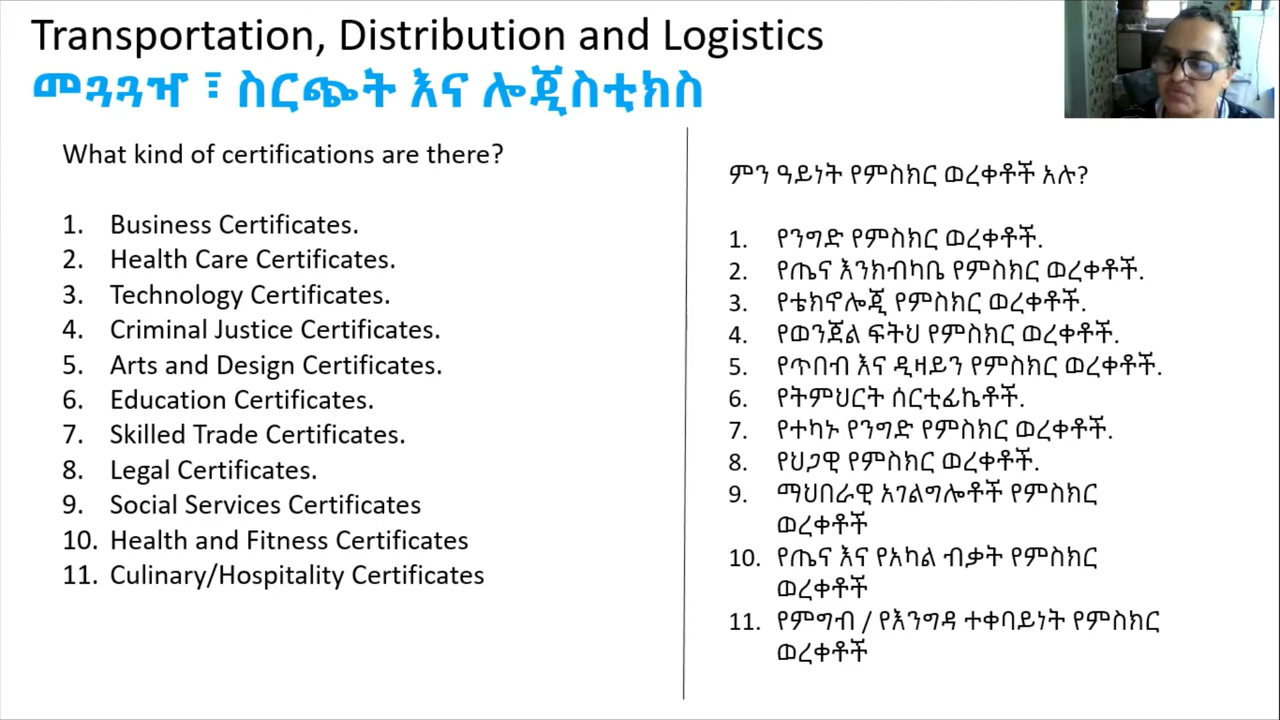 Transportation, Distribution and Logistics
መጓጓዣ ፣ ስርጭት እና ሎጂስቲክስ
What kind of certifications are there?
1. Business Certificates.
2. Health Care Certificates.
3. Technology Certificates.
4. Criminal Justice Certificates.
5. Arts and Design Certificates.
6. Education Certificates.
7. Skilled Trade Certificates.
8. Legal Certificates.
9. Social Services Certificates
10. Health and Fitness Certificates
11. Culinary/Hospitality Certificates
ምን ዓይነት የምስክር ወረቀቶች አሉ?
1. የንግድ የምስክር ወረቀቶች.
2. የጤና እንክብካቤ የምስክር ወረቀቶች.
3. የቴክኖሎጂ የምስክር ወረቀቶች.
4. የወንጀል ፍትህ የምስክር ወረቀቶች.
5. የጥበብ እና ዲዛይን የምስክር ወረቀቶች.
6. የትምህርት ሰርቲፊኬቶች.
7. የተካኑ የንግድ የምስክር ወረቀቶች.
8. የህጋዊ የምስክር ወረቀቶች.
9. ማህበራዊ አገልግሎቶች የምስክር
ወረቀቶች
10. የጤና እና የአካል ብቃት የምስክር
ወረቀቶች
11. የምግብ / የእንግዳ ተቀባይነት የምስክር
ወረቀቶች